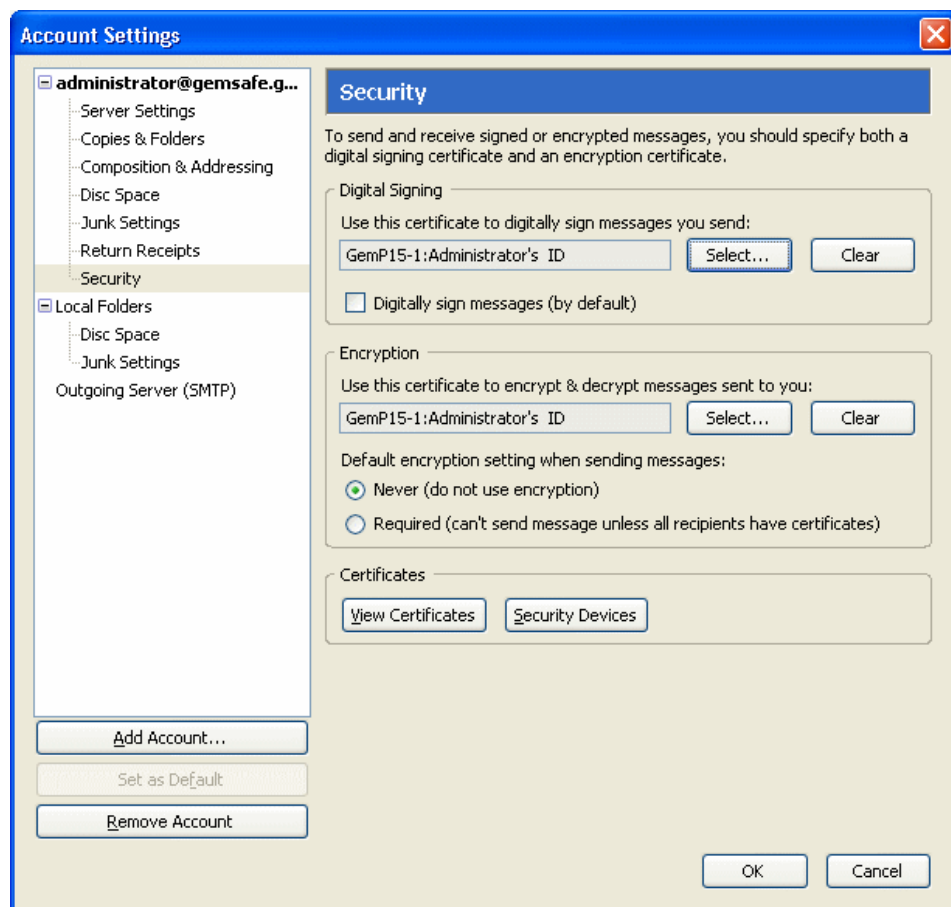 Account Settings
administrator@gemsafe.g...
Server Settings
Copies & Folders
Composition & Addressing
Disc Space
Junk Settings
Return Receipts
Security
Local Folders
Disc Space
Junk Settings
Outgoing Server (SMTP)
Add Account...
Set as Default
Remove Account
Security
To send and receive signed or encrypted messages, you should specify both a
digital signing certificate and an encryption certificate.
Digital Signing
Use this certificate to digitally sign messages you send:
GemP15-1:Administrator's ID
Select...
Clear
Digitally sign messages (by default)
Encryption
Use this certificate to encrypt & decrypt messages sent to you:
GemP15-1:Administrator's ID
Select...
Clear
Default encryption setting when sending messages:
Never (do not use encryption)
Required (can't send message unless all recipients have certificates)
Certificates
View Certificates
Security Devices
OK
Cancel